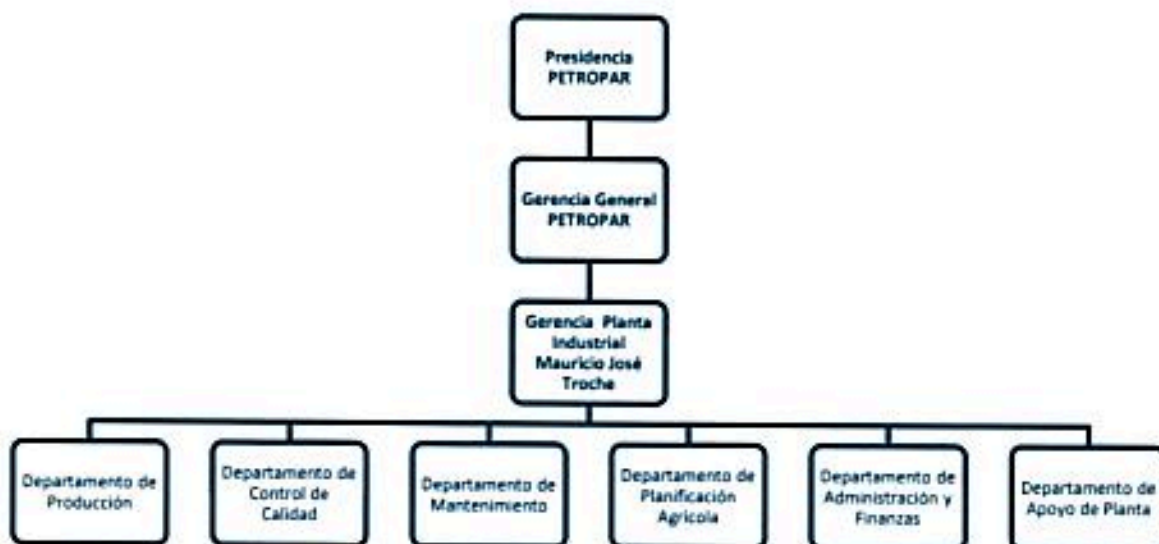 Presidencia
PETROPAR
Gerencia General
PETROPAR
Gerencia Planta
Industrial
Mauricio José
Troche
Departamento de
Producción
Departamento de
Control de
Calidad
Departamento de
Mantenimiento
Departamento de
Planificación
Agrícola
Departamento de
Administración y
Finanzas
Departamento de
Apoyo de Planta